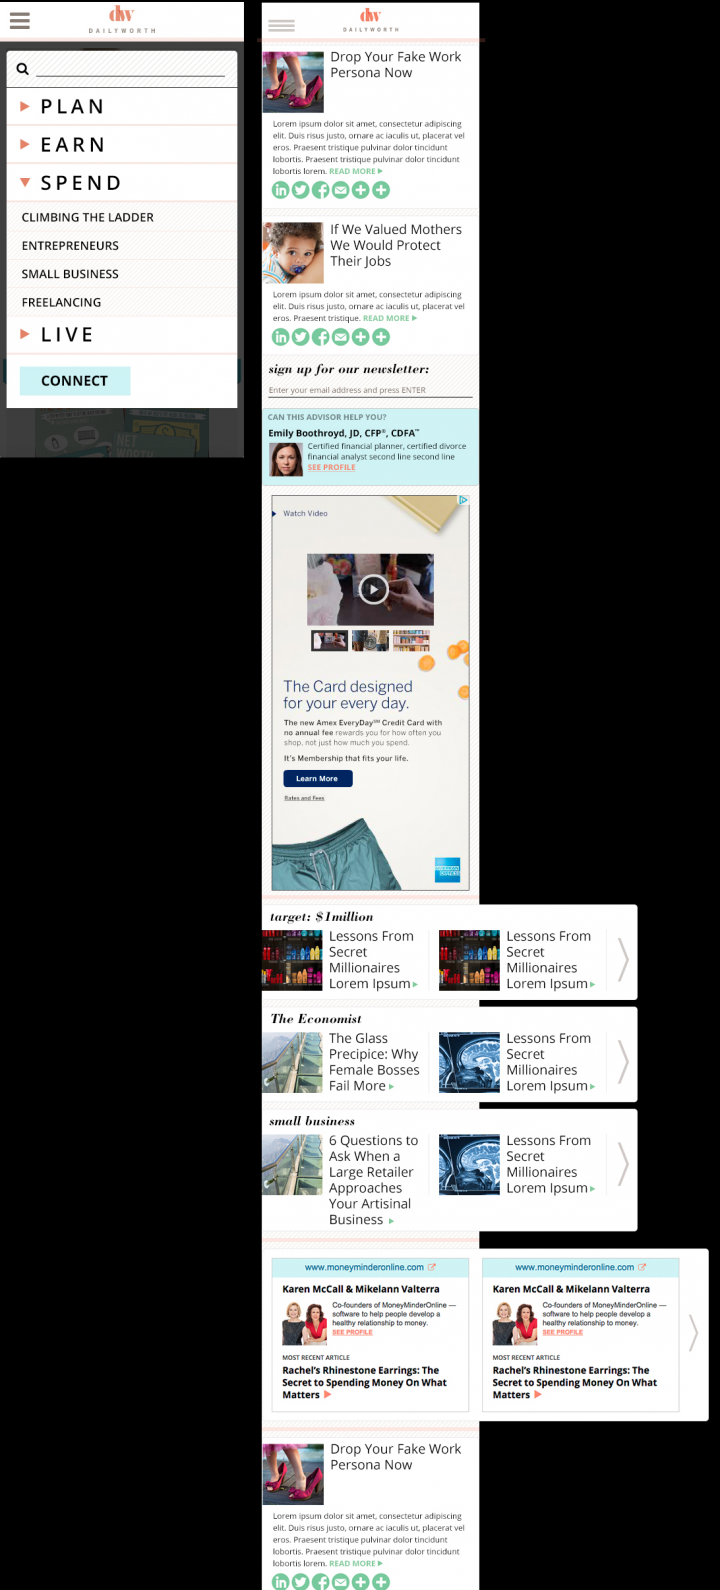 dw
DAILYWORTH
PLAN
EARN
SPEND
CLIMBING THE LADDER
ENTREPRENEURS
SMALL BUSINESS
FREELANCING
LIVE
CONNECT
NET
WORTH
dw
DAILYWORTH
Drop Your Fake Work
Persona Now
Lorem ipsum dolor sit amet, consectetur adipiscing
elit. Duis risus justo, ornare ac iaculis ut, placerat vel
eros. Praesent tristique pulvinar dolor tincidunt
lobortis. Praesent tristique pulvinar dolor tincidunt
lobortis lorem. READ MORE
If We Valued Mothers
We Would Protect
Their Jobs
Lorem ipsum dolor sit amet, consectetur adipiscing
elit. Duis risus justo, ornare ac iaculis ut, placerat vel
eros. Praesent tristique. READ MORE
sign up for our newsletter:
Enter your email address and press ENTER
CAN THIS ADVISOR HELP YOU?
Emily Boothroyd, JD, CFP®, CDFA™
Certified financial planner, certified divorce
financial analyst second line second line
SEE PROFILE
Watch Video
The Card designed
for your every day.
The new Amex EveryDay℠ Credit Card with
no annual fee rewards you for how often you
shop, not just how much you spend.
It's Membership that fits your life.
Learn More
Rates and Fees
AMERICAN
EXPRESS
target: $1million
Lessons From
Secret
Millionaires
Lorem Ipsum
Lessons From
Secret
Millionaires
Lorem Ipsum
The Economist
The Glass
Precipice: Why
Female Bosses
Fail More
Lessons From
Secret
Millionaires
Lorem Ipsum
small business
6 Questions to
Ask When a
Large Retailer
Approaches
Your Artisinal
Business
Lessons From
Secret
Millionaires
Lorem Ipsum
www.moneyminderonline.com
Karen McCall & Mikelann Valterra
Co-founders of MoneyMinderOnline —
software to help people develop a
healthy relationship to money.
SEE PROFILE
MOST RECENT ARTICLE
Rachel's Rhinestone Earrings: The
Secret to Spending Money On What
Matters
www.moneyminderonline.com
Karen McCall & Mikelann Valterra
Co-founders of MoneyMinderOnline —
software to help people develop a
healthy relationship to money.
SEE PROFILE
MOST RECENT ARTICLE
Rachel's Rhinestone Earrings: The
Secret to Spending Money On What
Matters
Drop Your Fake Work
Persona Now
Lorem ipsum dolor sit amet, consectetur adipiscing
elit. Duis risus justo, ornare ac iaculis ut, placerat vel
eros. Praesent tristique pulvinar dolor tincidunt
lobortis. Praesent tristique pulvinar dolor tincidunt
lobortis lorem. READ MORE